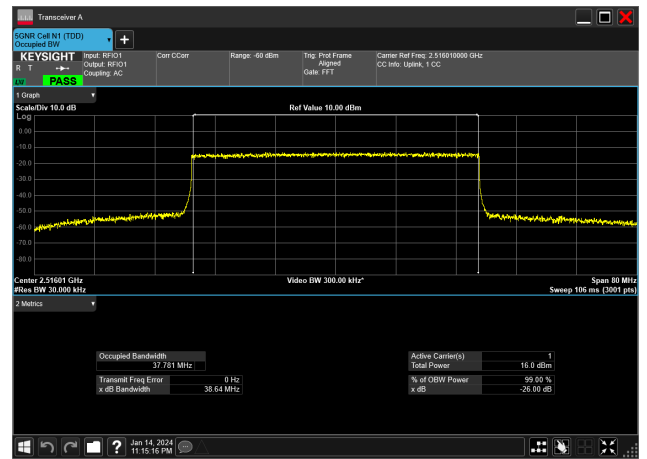 Transceiver A
5GNR Cell N1 (TDD)
Occupied BW
KEYSIGHT
R T
LW
PASS
Input: RFIO1
Output: RFIO1
Coupling: AC
Corr CCorr
Range: -60 dBm
Trig: Prot Frame
Aligned
Gate: FFT
Carrier Ref Freq: 2.516010000 GHz
CC Info: Uplink, 1 CC
1 Graph
Scale/Div 10.0 dB
Ref Value 10.00 dBm
Log
0.00
-10.0
-20.0
-30.0
-40.0
-50.0
-60.0
-70.0
-80.0
Center 2.51601 GHz
Video BW 300.00 kHz*
Span 80 MHz
#Res BW 30.000 kHz
Sweep 106 ms (3001 pts)
2 Metrics
Occupied Bandwidth
37.781 MHz
Transmit Freq Error 0 Hz
x dB Bandwidth 38.64 MHz
Active Carrier(s) 1
Total Power 16.0 dBm
% of OBW Power 99.00 %
x dB -26.00 dB
Jan 14, 2024
11:15:16 PM